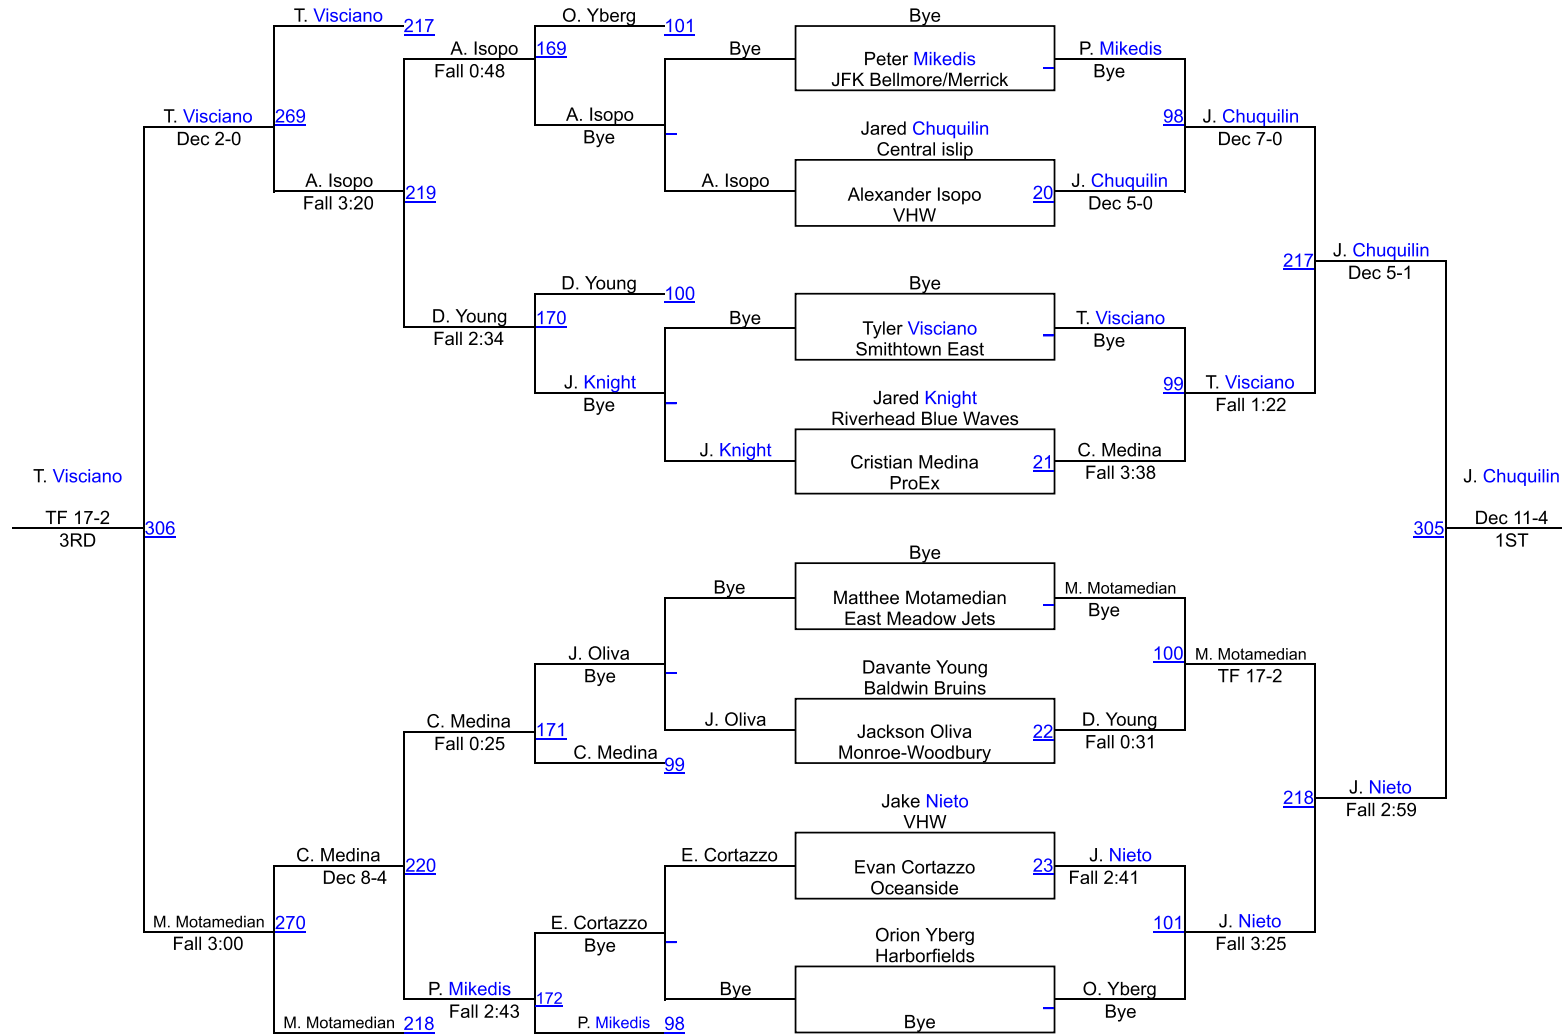 T. Visciano
217
O. Yberg
101
Bye
A. Isopo
169
Bye
Peter Mikedis
P. Mikedis
Fall 0:48
JFK Bellmore/Merrick
Bye
T. Visciano
269
A. Isopo
Jared Chuquilin
98
J. Chuquilin
Dec 2-0
Bye
Central islip
Dec 7-0
A. Isopo
219
A. Isopo
Alexander Isopo
20
J. Chuquilin
Fall 3:20
VHW
Dec 5-0
217
J. Chuquilin
Dec 5-1
D. Young
100
Bye
D. Young
170
Bye
Tyler Visciano
T. Visciano
Fall 2:34
Smithtown East
Bye
J. Knight
Jared Knight
99
T. Visciano
Bye
Riverhead Blue Waves
Fall 1:22
J. Knight
Cristian Medina
21
C. Medina
ProEx
Fall 3:38
T. Visciano
J. Chuquilin
TF 17-2
306
305
Dec 11-4
3RD
1ST
Bye
Bye
Matthee Motamedian
M. Motamedian
East Meadow Jets
Bye
J. Oliva
Davante Young
100
M. Motamedian
Bye
Baldwin Bruins
TF 17-2
C. Medina
171
J. Oliva
Jackson Oliva
22
D. Young
Fall 0:25
C. Medina
99
Monroe-Woodbury
Fall 0:31
Jake Nieto
218
J. Nieto
VHW
Fall 2:59
C. Medina
220
E. Cortazzo
Evan Cortazzo
23
J. Nieto
Dec 8-4
Oceanside
Fall 2:41
M. Motamedian
270
E. Cortazzo
Orion Yberg
101
J. Nieto
Fall 3:00
Bye
Harborfields
Fall 3:25
P. Mikedis
172
Bye
O. Yberg
Fall 2:43
Bye
M. Motamedian
218
P. Mikedis
98
Bye